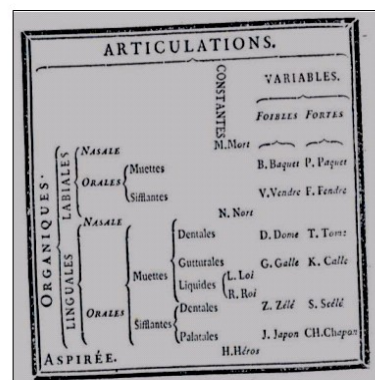 ARTICULATIONS.
CONSTANTES
VARIABLES.
FOIBLES FORTES
ORGANIQUES.
LABIALES
NASALE
M.Mort
ORALES
Muettes
B.Baquet P.Paquet
Sifflantes
V.Vendre F.Fendre
LINGUALES
NASALE
N.Nort
ORALES
Muettes
Dentales
D.Dome T.Tome
Gutturales
G.Galle K.Calle
Liquides
L.Loi
R.Roi
Sifflantes
Dentales
Z.Zélé S.Scélé
Palatales
J.Japon CH.Chapon
ASPIRÉE.
H.Héros